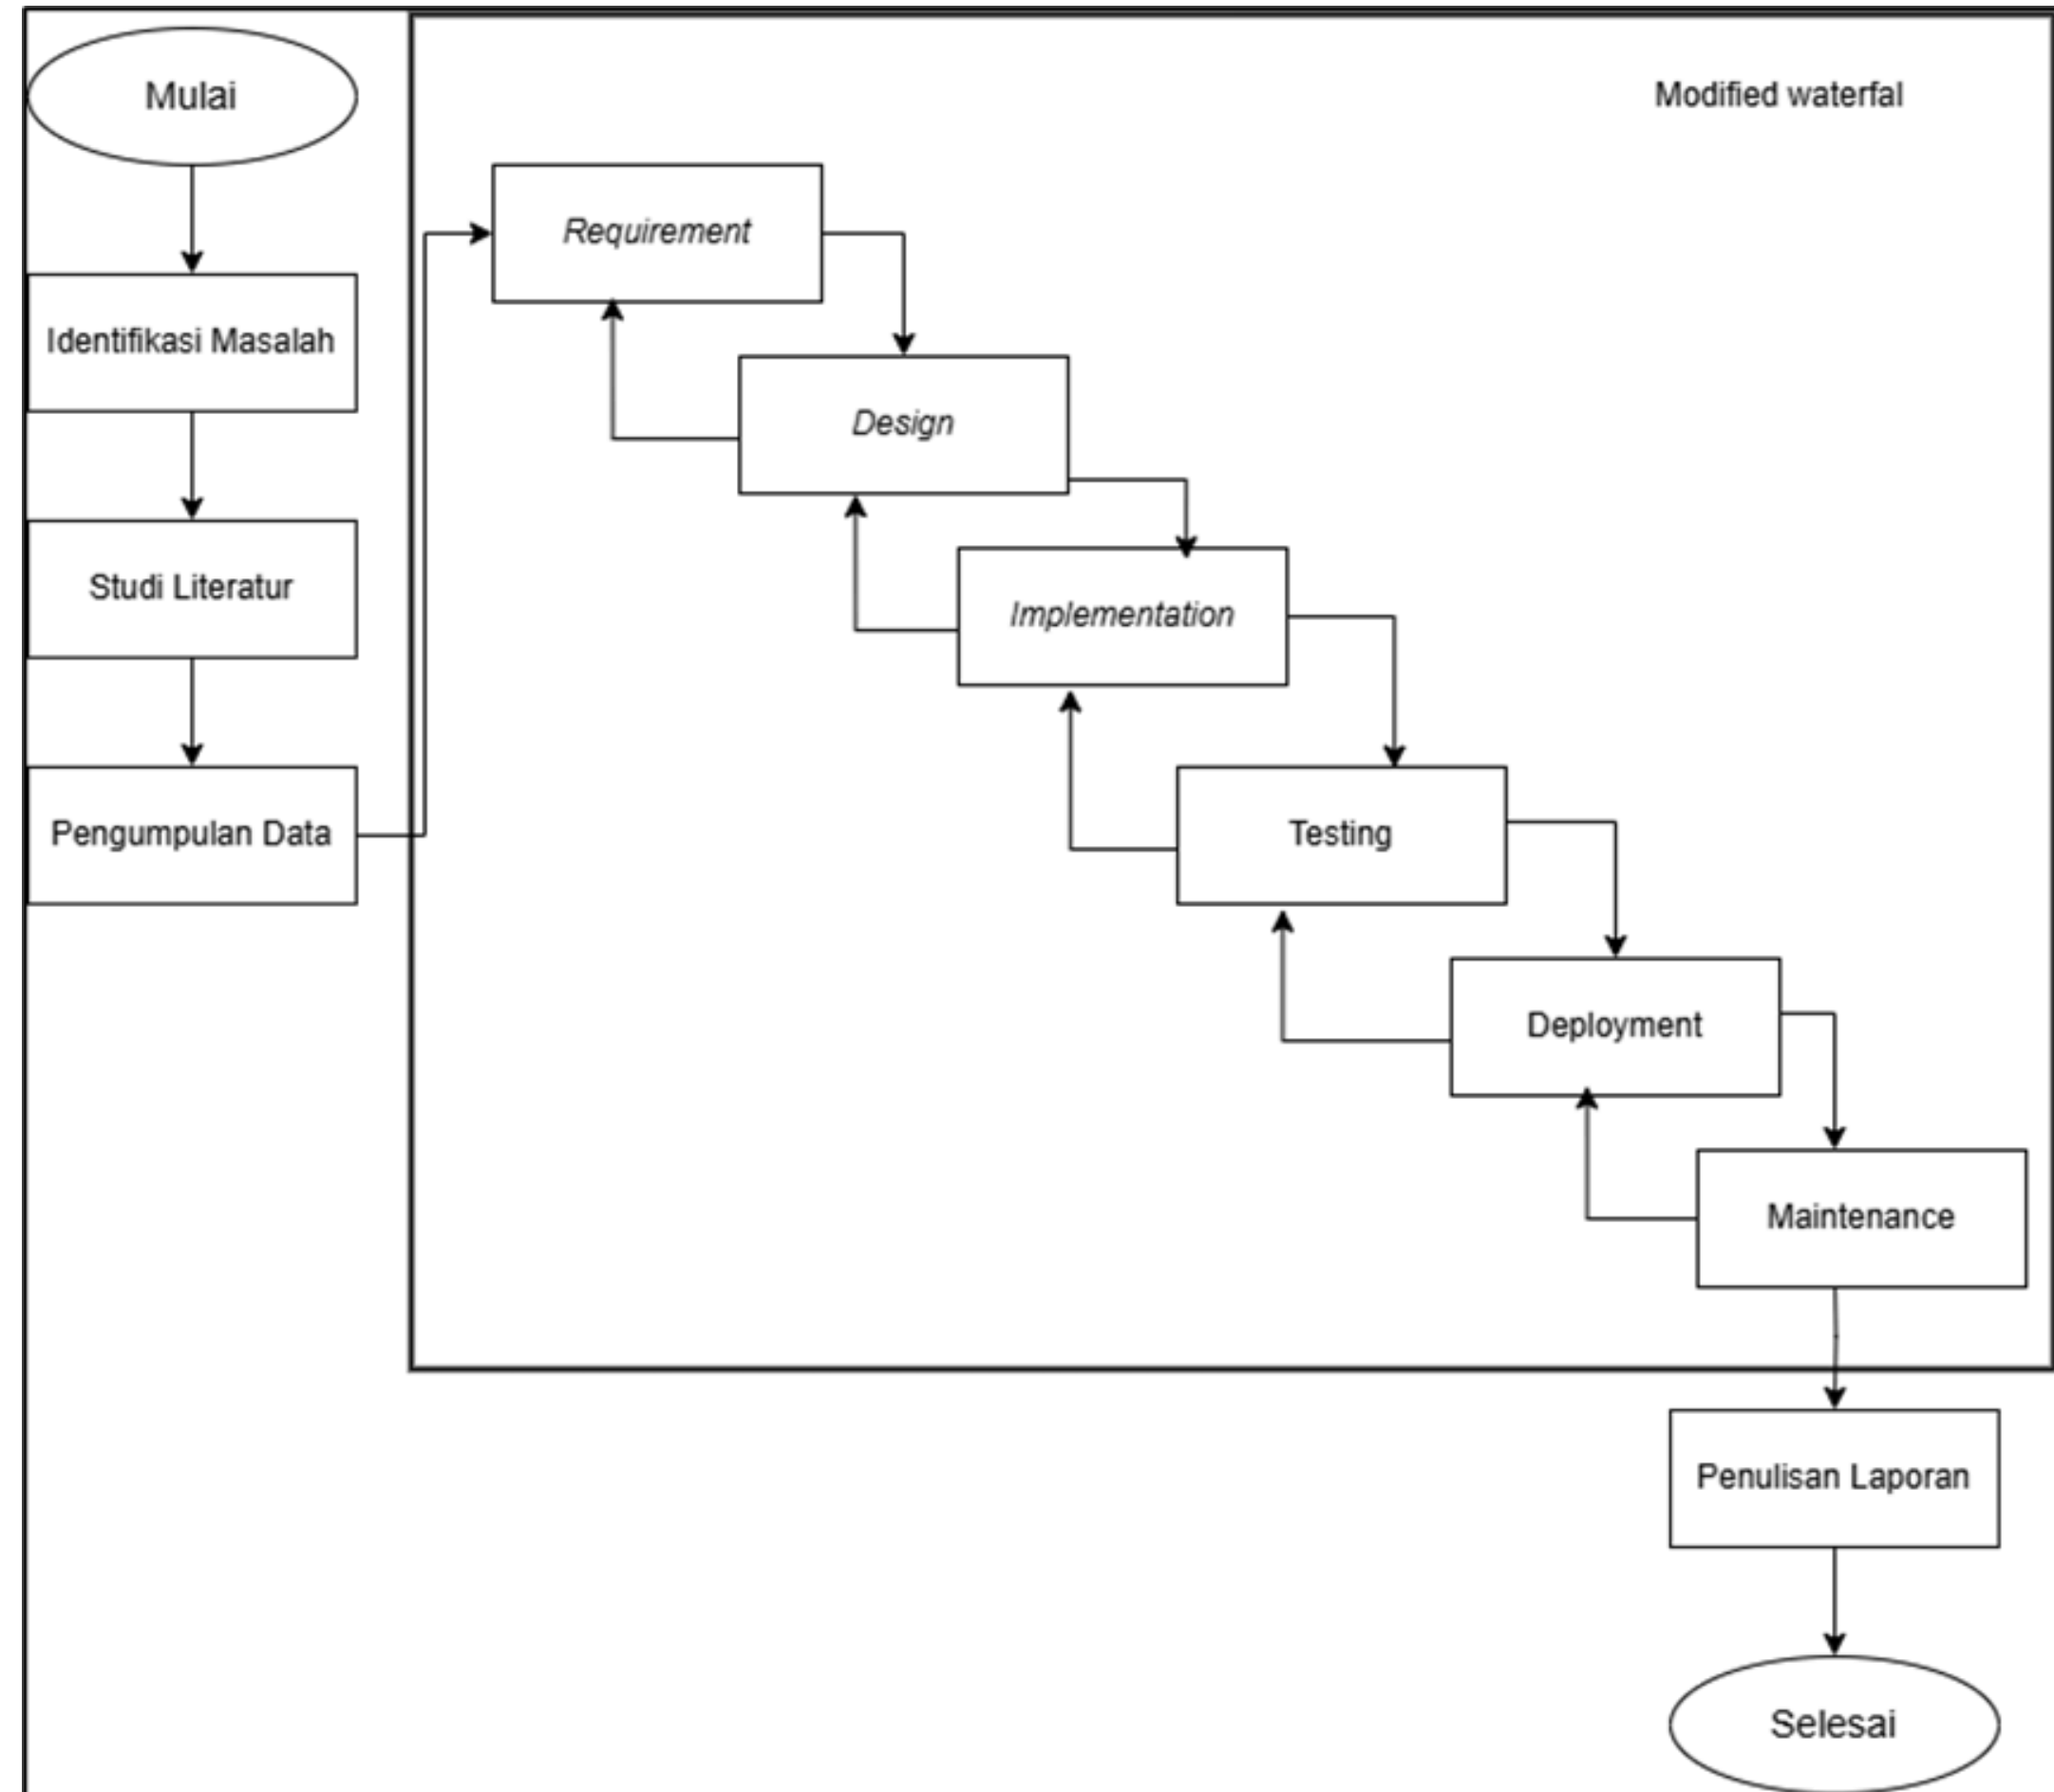 Mulai
Identifikasi Masalah
Studi Literatur
Pengumpulan Data
Modified waterfal
Requirement
Design
Implementation
Testing
Deployment
Maintenance
Penulisan Laporan
Selesai